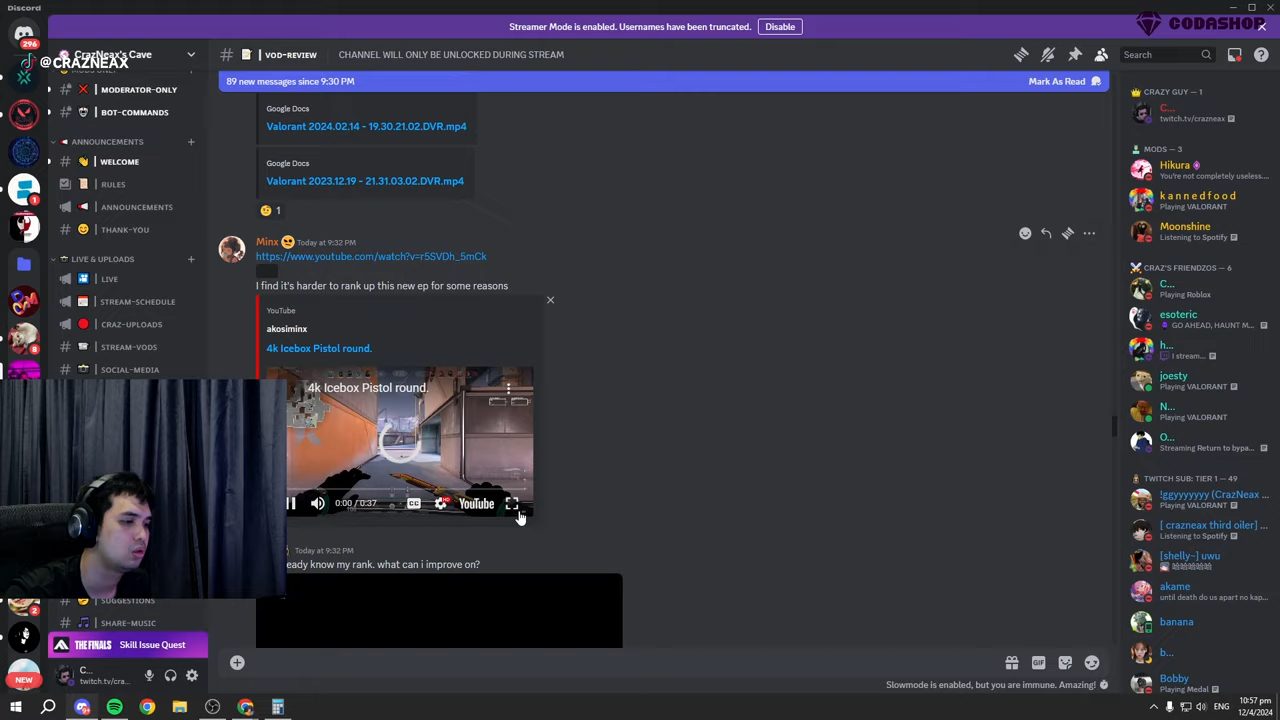 Discord
296
CrazNeax's Cave
@CRAZNEAX
MODERATOR-ONLY
BOT-COMMANDS
ANNOUNCEMENTS
WELCOME
RULES
ANNOUNCEMENTS
THANK-YOU
LIVE & UPLOADS
LIVE
STREAM-SCHEDULE
CRAZ-UPLOADS
STREAM-VODS
SOCIAL-MEDIA
SUGGESTIONS
SHARE-MUSIC
1
8
2
NEW
THE FINALS Skill Issue Quest
C...
twitch.tv/cra...
Streamer Mode is enabled. Usernames have been truncated. Disable
CODASHOP
VOD-REVIEW CHANNEL WILL ONLY BE UNLOCKED DURING STREAM
Search
89 new messages since 9:30 PM Mark As Read
Google Docs
Valorant 2024.02.14 - 19.30.21.02.DVR.mp4
Google Docs
Valorant 2023.12.19 - 21.31.03.02.DVR.mp4
1
Minx Today at 9:32 PM
https://www.youtube.com/watch?v=r5SVDh_5mCk
I find it's harder to rank up this new ep for some reasons
YouTube
akosiminx
4k Icebox Pistol round.
4k Icebox Pistol round.
0:00 / 0:37 CC HD YouTube
Today at 9:32 PM
eady know my rank. what can i improve on?
GIF
Slowmode is enabled, but you are immune. Amazing!
CRAZY GUY — 1
C...
twitch.tv/crazneax
MODS — 3
Hikura
You're not completely useless....
k a n n e d f o o d
Playing VALORANT
Moonshine
Listening to Spotify
CRAZ'S FRIENDZOS — 6
C...
Playing Roblox
esoteric
GO AHEAD, HAUNT M...
h...
I stream...
joesty
Playing VALORANT
N...
Playing VALORANT
O...
Streaming Return to bypa...
TWITCH SUB: TIER 1 — 49
!ggyyyyyy (CrazNeax ...
Playing VALORANT
[ crazneax third oiler] ...
Listening to Spotify
[shelly~] uwu
akame
until death do us apart no kap...
banana
b...
Bobby
Playing Medal
ENG
10:57 pm
12/4/2024